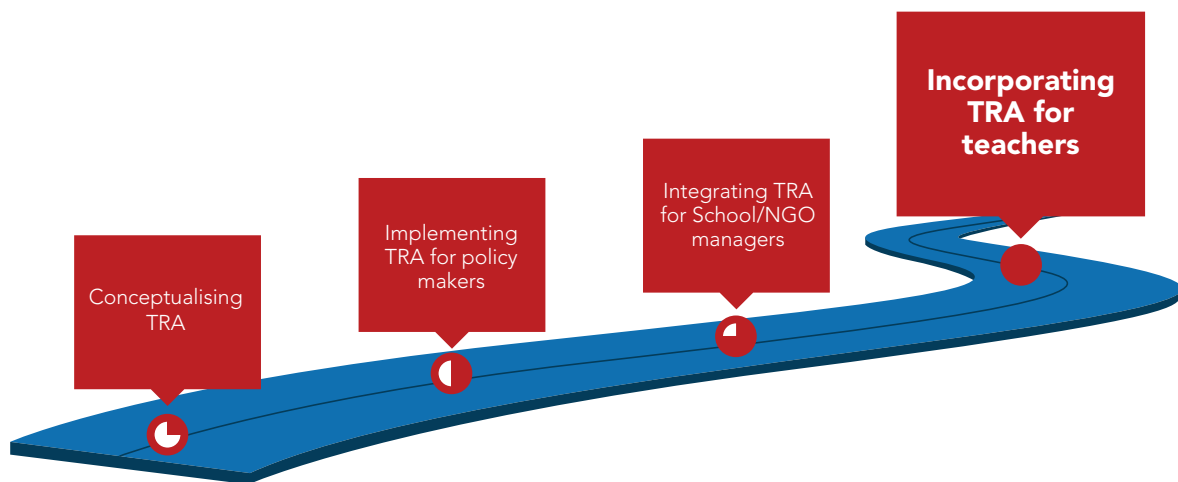 Conceptualising
TRA
Implementing
TRA for policy
makers
Integrating TRA
for School/NGO
managers
Incorporating
TRA for
teachers